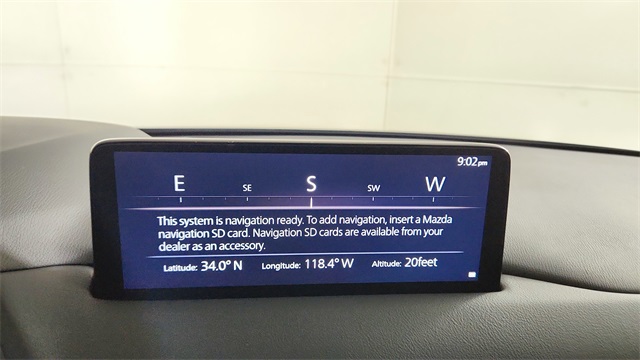 9:02pm
E SE S SW W
This system is navigation ready. To add navigation, insert a Mazda
navigation SD card. Navigation SD cards are available from your
dealer as an accessory.
Latitude: 34.0° N Longitude: 118.4° W Altitude: 20feet